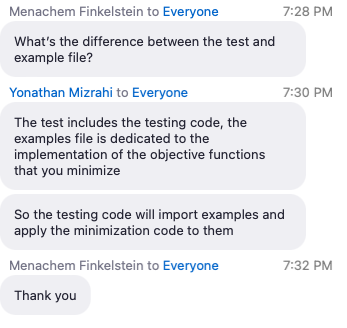 Menachem Finkelstein to Everyone 7:28 PM
What's the difference between the test and
example file?
Yonathan Mizrahi to Everyone 7:30 PM
The test includes the testing code, the
examples file is dedicated to the
implementation of the objective functions
that you minimize
So the testing code will import examples and
apply the minimization code to them
Menachem Finkelstein to Everyone 7:32 PM
Thank you